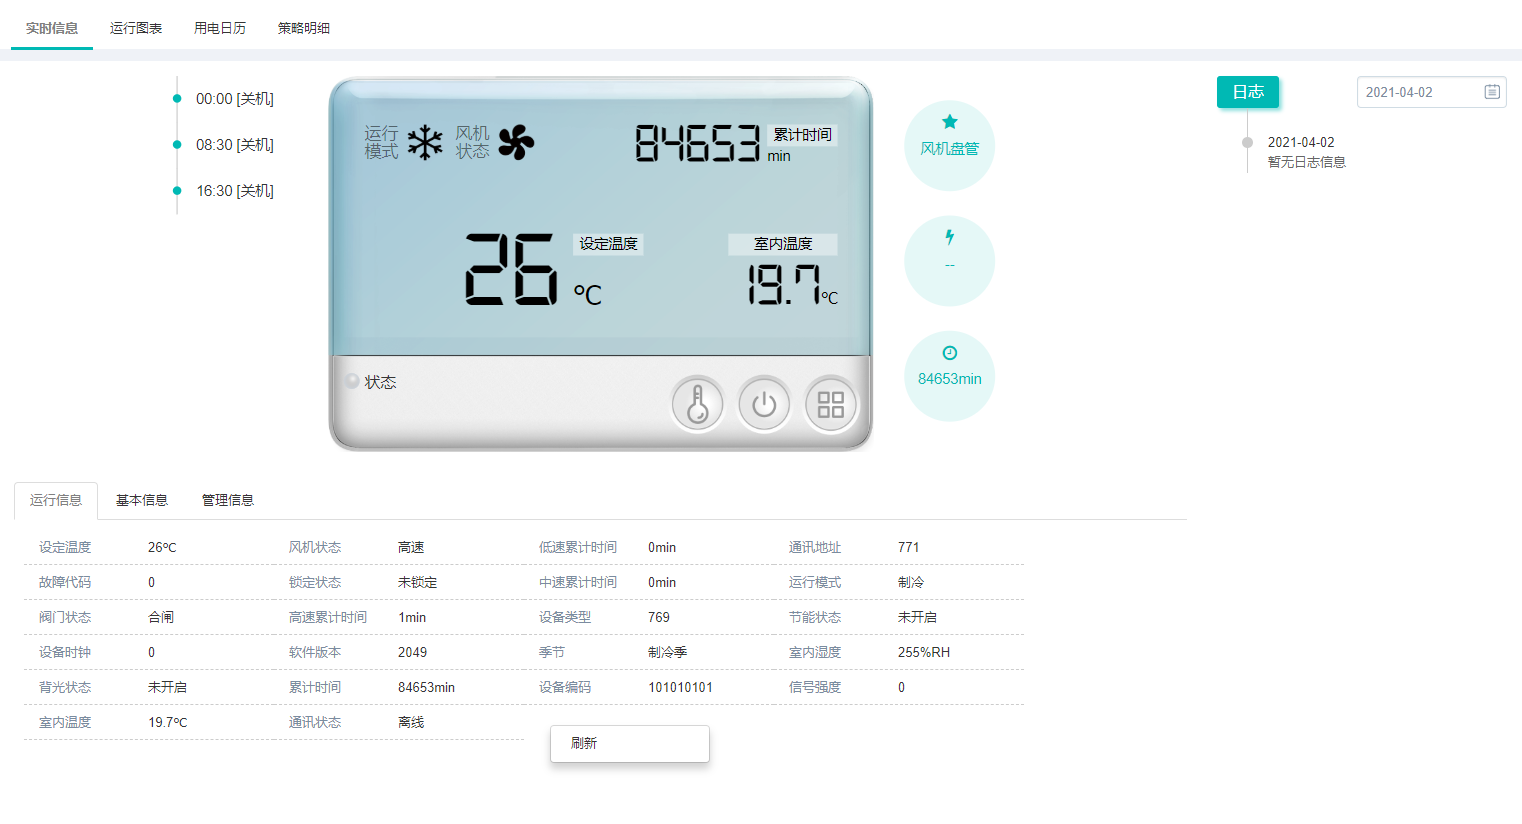 实时信息 运行图表 用电日历 策略明细
00:00 [关机]
08:30 [关机]
16:30 [关机]
运行模式 风机状态 84653 累计时间 min
26 设定温度 ℃
室内温度 19.7 ℃
状态
风机盘管
--
84653min
日志 2021-04-02
2021-04-02
暂无日志信息
运行信息 基本信息 管理信息
设定温度 26℃ 风机状态 高速 低速累计时间 0min 通讯地址 771
故障代码 0 锁定状态 未锁定 中速累计时间 0min 运行模式 制冷
阀门状态 合闸 高速累计时间 1min 设备类型 769 节能状态 未开启
设备时钟 0 软件版本 2049 季节 制冷季 室内湿度 255%RH
背光状态 未开启 累计时间 84653min 设备编码 101010101 信号强度 0
室内温度 19.7℃ 通讯状态 离线
刷新